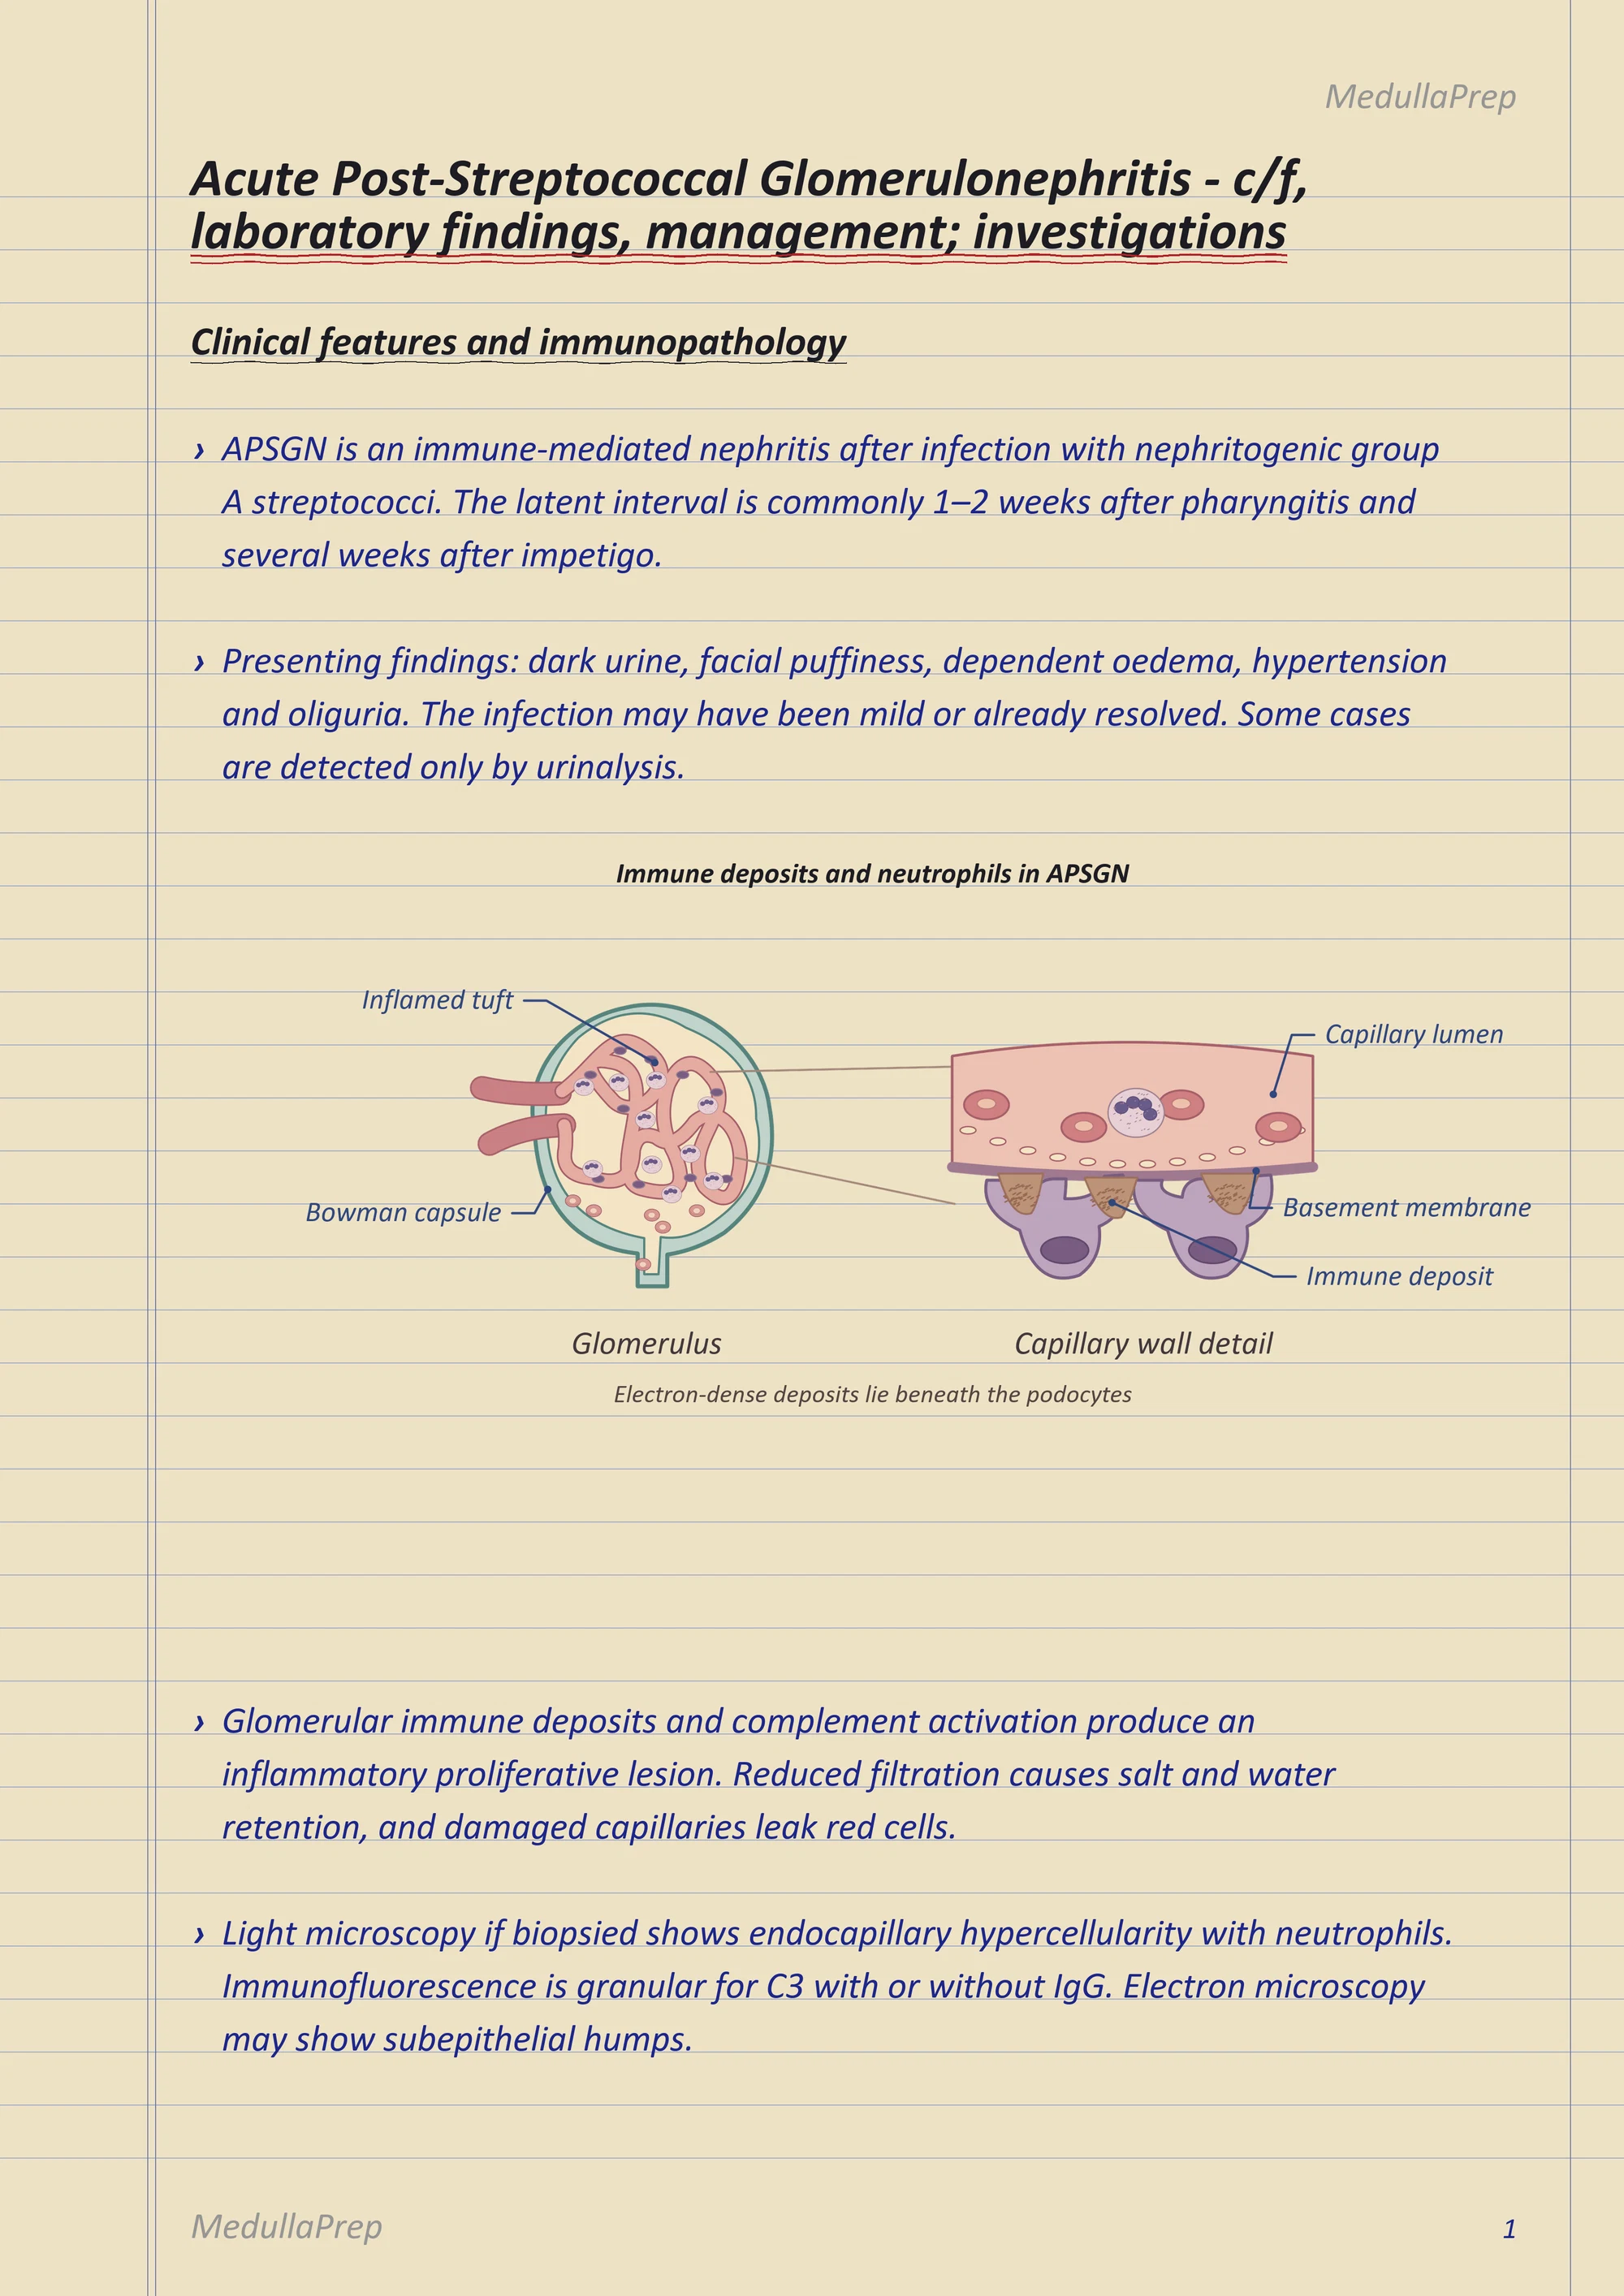 MedullaPrep
Acute Post-Streptococcal Glomerulonephritis - c/f,
laboratory findings, management; investigations
Clinical features and immunopathology
› APSGN is an immune-mediated nephritis after infection with nephritogenic group
A streptococci. The latent interval is commonly 1–2 weeks after pharyngitis and
several weeks after impetigo.
› Presenting findings: dark urine, facial puffiness, dependent oedema, hypertension
and oliguria. The infection may have been mild or already resolved. Some cases
are detected only by urinalysis.
Immune deposits and neutrophils in APSGN
Inflamed tuft
Capillary lumen
Bowman capsule
Basement membrane
Immune deposit
Glomerulus
Capillary wall detail
Electron-dense deposits lie beneath the podocytes
› Glomerular immune deposits and complement activation produce an
inflammatory proliferative lesion. Reduced filtration causes salt and water
retention, and damaged capillaries leak red cells.
› Light microscopy if biopsied shows endocapillary hypercellularity with neutrophils.
Immunofluorescence is granular for C3 with or without IgG. Electron microscopy
may show subepithelial humps.
MedullaPrep
1